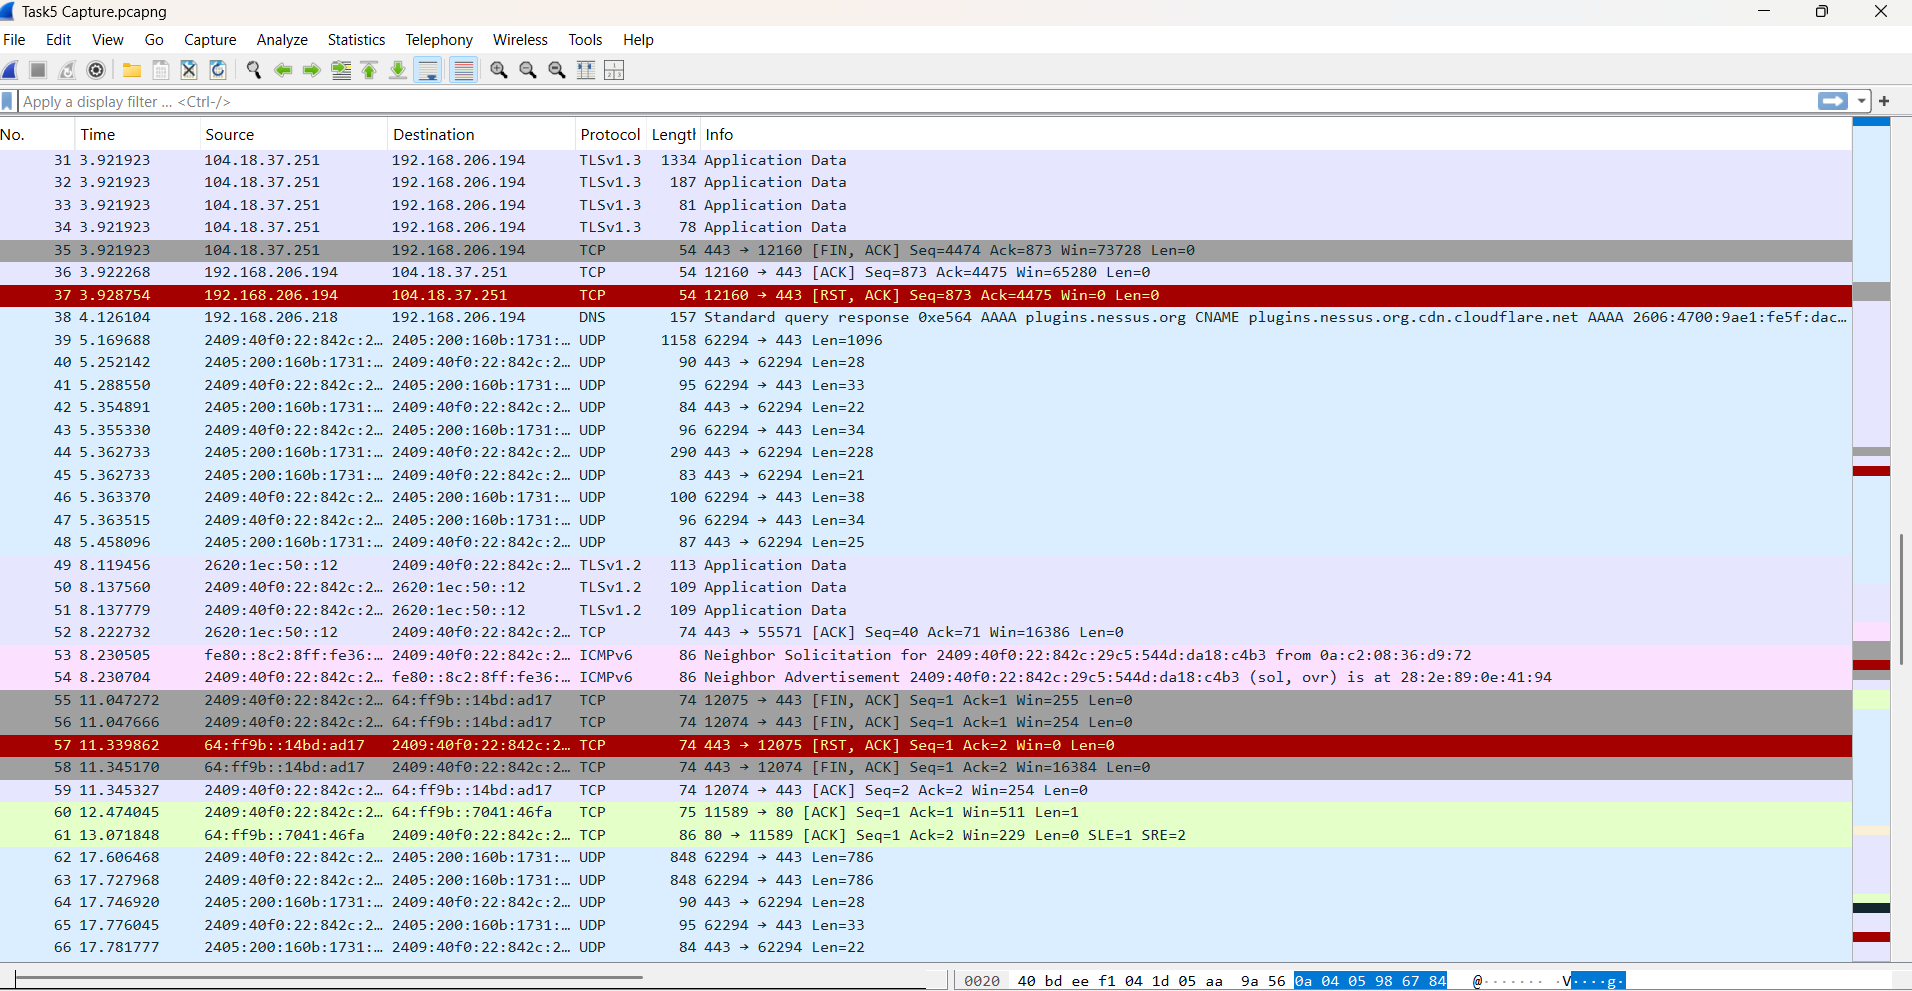 Task5 Capture.pcapng
File Edit View Go Capture Analyze Statistics Telephony Wireless Tools Help
Apply a display filter … <Ctrl-/>
No. Time Source Destination Protocol Length Info
31 3.921923 104.18.37.251 192.168.206.194 TLSv1.3 1334 Application Data
32 3.921923 104.18.37.251 192.168.206.194 TLSv1.3 187 Application Data
33 3.921923 104.18.37.251 192.168.206.194 TLSv1.3 81 Application Data
34 3.921923 104.18.37.251 192.168.206.194 TLSv1.3 78 Application Data
35 3.921923 104.18.37.251 192.168.206.194 TCP 54 443 → 12160 [FIN, ACK] Seq=4474 Ack=873 Win=73728 Len=0
36 3.922268 192.168.206.194 104.18.37.251 TCP 54 12160 → 443 [ACK] Seq=873 Ack=4475 Win=65280 Len=0
37 3.928754 192.168.206.194 104.18.37.251 TCP 54 12160 → 443 [RST, ACK] Seq=873 Ack=4475 Win=0 Len=0
38 4.126104 192.168.206.218 192.168.206.194 DNS 157 Standard query response 0xe564 AAAA plugins.nessus.org CNAME plugins.nessus.org.cdn.cloudflare.net AAAA 2606:4700:9ae1:fe5f:dac…
39 5.169688 2409:40f0:22:842c:2… 2405:200:160b:1731:… UDP 1158 62294 → 443 Len=1096
40 5.252142 2405:200:160b:1731:… 2409:40f0:22:842c:2… UDP 90 443 → 62294 Len=28
41 5.288550 2409:40f0:22:842c:2… 2405:200:160b:1731:… UDP 95 62294 → 443 Len=33
42 5.354891 2405:200:160b:1731:… 2409:40f0:22:842c:2… UDP 84 443 → 62294 Len=22
43 5.355330 2409:40f0:22:842c:2… 2405:200:160b:1731:… UDP 96 62294 → 443 Len=34
44 5.362733 2405:200:160b:1731:… 2409:40f0:22:842c:2… UDP 290 443 → 62294 Len=228
45 5.362733 2405:200:160b:1731:… 2409:40f0:22:842c:2… UDP 83 443 → 62294 Len=21
46 5.363370 2409:40f0:22:842c:2… 2405:200:160b:1731:… UDP 100 62294 → 443 Len=38
47 5.363515 2409:40f0:22:842c:2… 2405:200:160b:1731:… UDP 96 62294 → 443 Len=34
48 5.458096 2405:200:160b:1731:… 2409:40f0:22:842c:2… UDP 87 443 → 62294 Len=25
49 8.119456 2620:1ec:50::12 2409:40f0:22:842c:2… TLSv1.2 113 Application Data
50 8.137560 2409:40f0:22:842c:2… 2620:1ec:50::12 TLSv1.2 109 Application Data
51 8.137779 2409:40f0:22:842c:2… 2620:1ec:50::12 TLSv1.2 109 Application Data
52 8.222732 2620:1ec:50::12 2409:40f0:22:842c:2… TCP 74 443 → 55571 [ACK] Seq=40 Ack=71 Win=16386 Len=0
53 8.230505 fe80::8c2:8ff:fe36:… 2409:40f0:22:842c:2… ICMPv6 86 Neighbor Solicitation for 2409:40f0:22:842c:29c5:544d:da18:c4b3 from 0a:c2:08:36:d9:72
54 8.230704 2409:40f0:22:842c:2… fe80::8c2:8ff:fe36:… ICMPv6 86 Neighbor Advertisement 2409:40f0:22:842c:29c5:544d:da18:c4b3 (sol, ovr) is at 28:2e:89:0e:41:94
55 11.047272 2409:40f0:22:842c:2… 64:ff9b::14bd:ad17 TCP 74 12075 → 443 [FIN, ACK] Seq=1 Ack=1 Win=255 Len=0
56 11.047666 2409:40f0:22:842c:2… 64:ff9b::14bd:ad17 TCP 74 12074 → 443 [FIN, ACK] Seq=1 Ack=1 Win=254 Len=0
57 11.339862 64:ff9b::14bd:ad17 2409:40f0:22:842c:2… TCP 74 443 → 12075 [RST, ACK] Seq=1 Ack=2 Win=0 Len=0
58 11.345170 64:ff9b::14bd:ad17 2409:40f0:22:842c:2… TCP 74 443 → 12074 [FIN, ACK] Seq=1 Ack=2 Win=16384 Len=0
59 11.345327 2409:40f0:22:842c:2… 64:ff9b::14bd:ad17 TCP 74 12074 → 443 [ACK] Seq=2 Ack=2 Win=254 Len=0
60 12.474045 2409:40f0:22:842c:2… 64:ff9b::7041:46fa TCP 75 11589 → 80 [ACK] Seq=1 Ack=1 Win=511 Len=1
61 13.071848 64:ff9b::7041:46fa 2409:40f0:22:842c:2… TCP 86 80 → 11589 [ACK] Seq=1 Ack=2 Win=229 Len=0 SLE=1 SRE=2
62 17.606468 2409:40f0:22:842c:2… 2405:200:160b:1731:… UDP 848 62294 → 443 Len=786
63 17.727968 2409:40f0:22:842c:2… 2405:200:160b:1731:… UDP 848 62294 → 443 Len=786
64 17.746920 2405:200:160b:1731:… 2409:40f0:22:842c:2… UDP 90 443 → 62294 Len=28
65 17.776045 2409:40f0:22:842c:2… 2405:200:160b:1731:… UDP 95 62294 → 443 Len=33
66 17.781777 2405:200:160b:1731:… 2409:40f0:22:842c:2… UDP 84 443 → 62294 Len=22
0020 40 bd ee f1 04 1d 05 aa 9a 56 0a 04 05 98 67 84 @······· ·V····g·